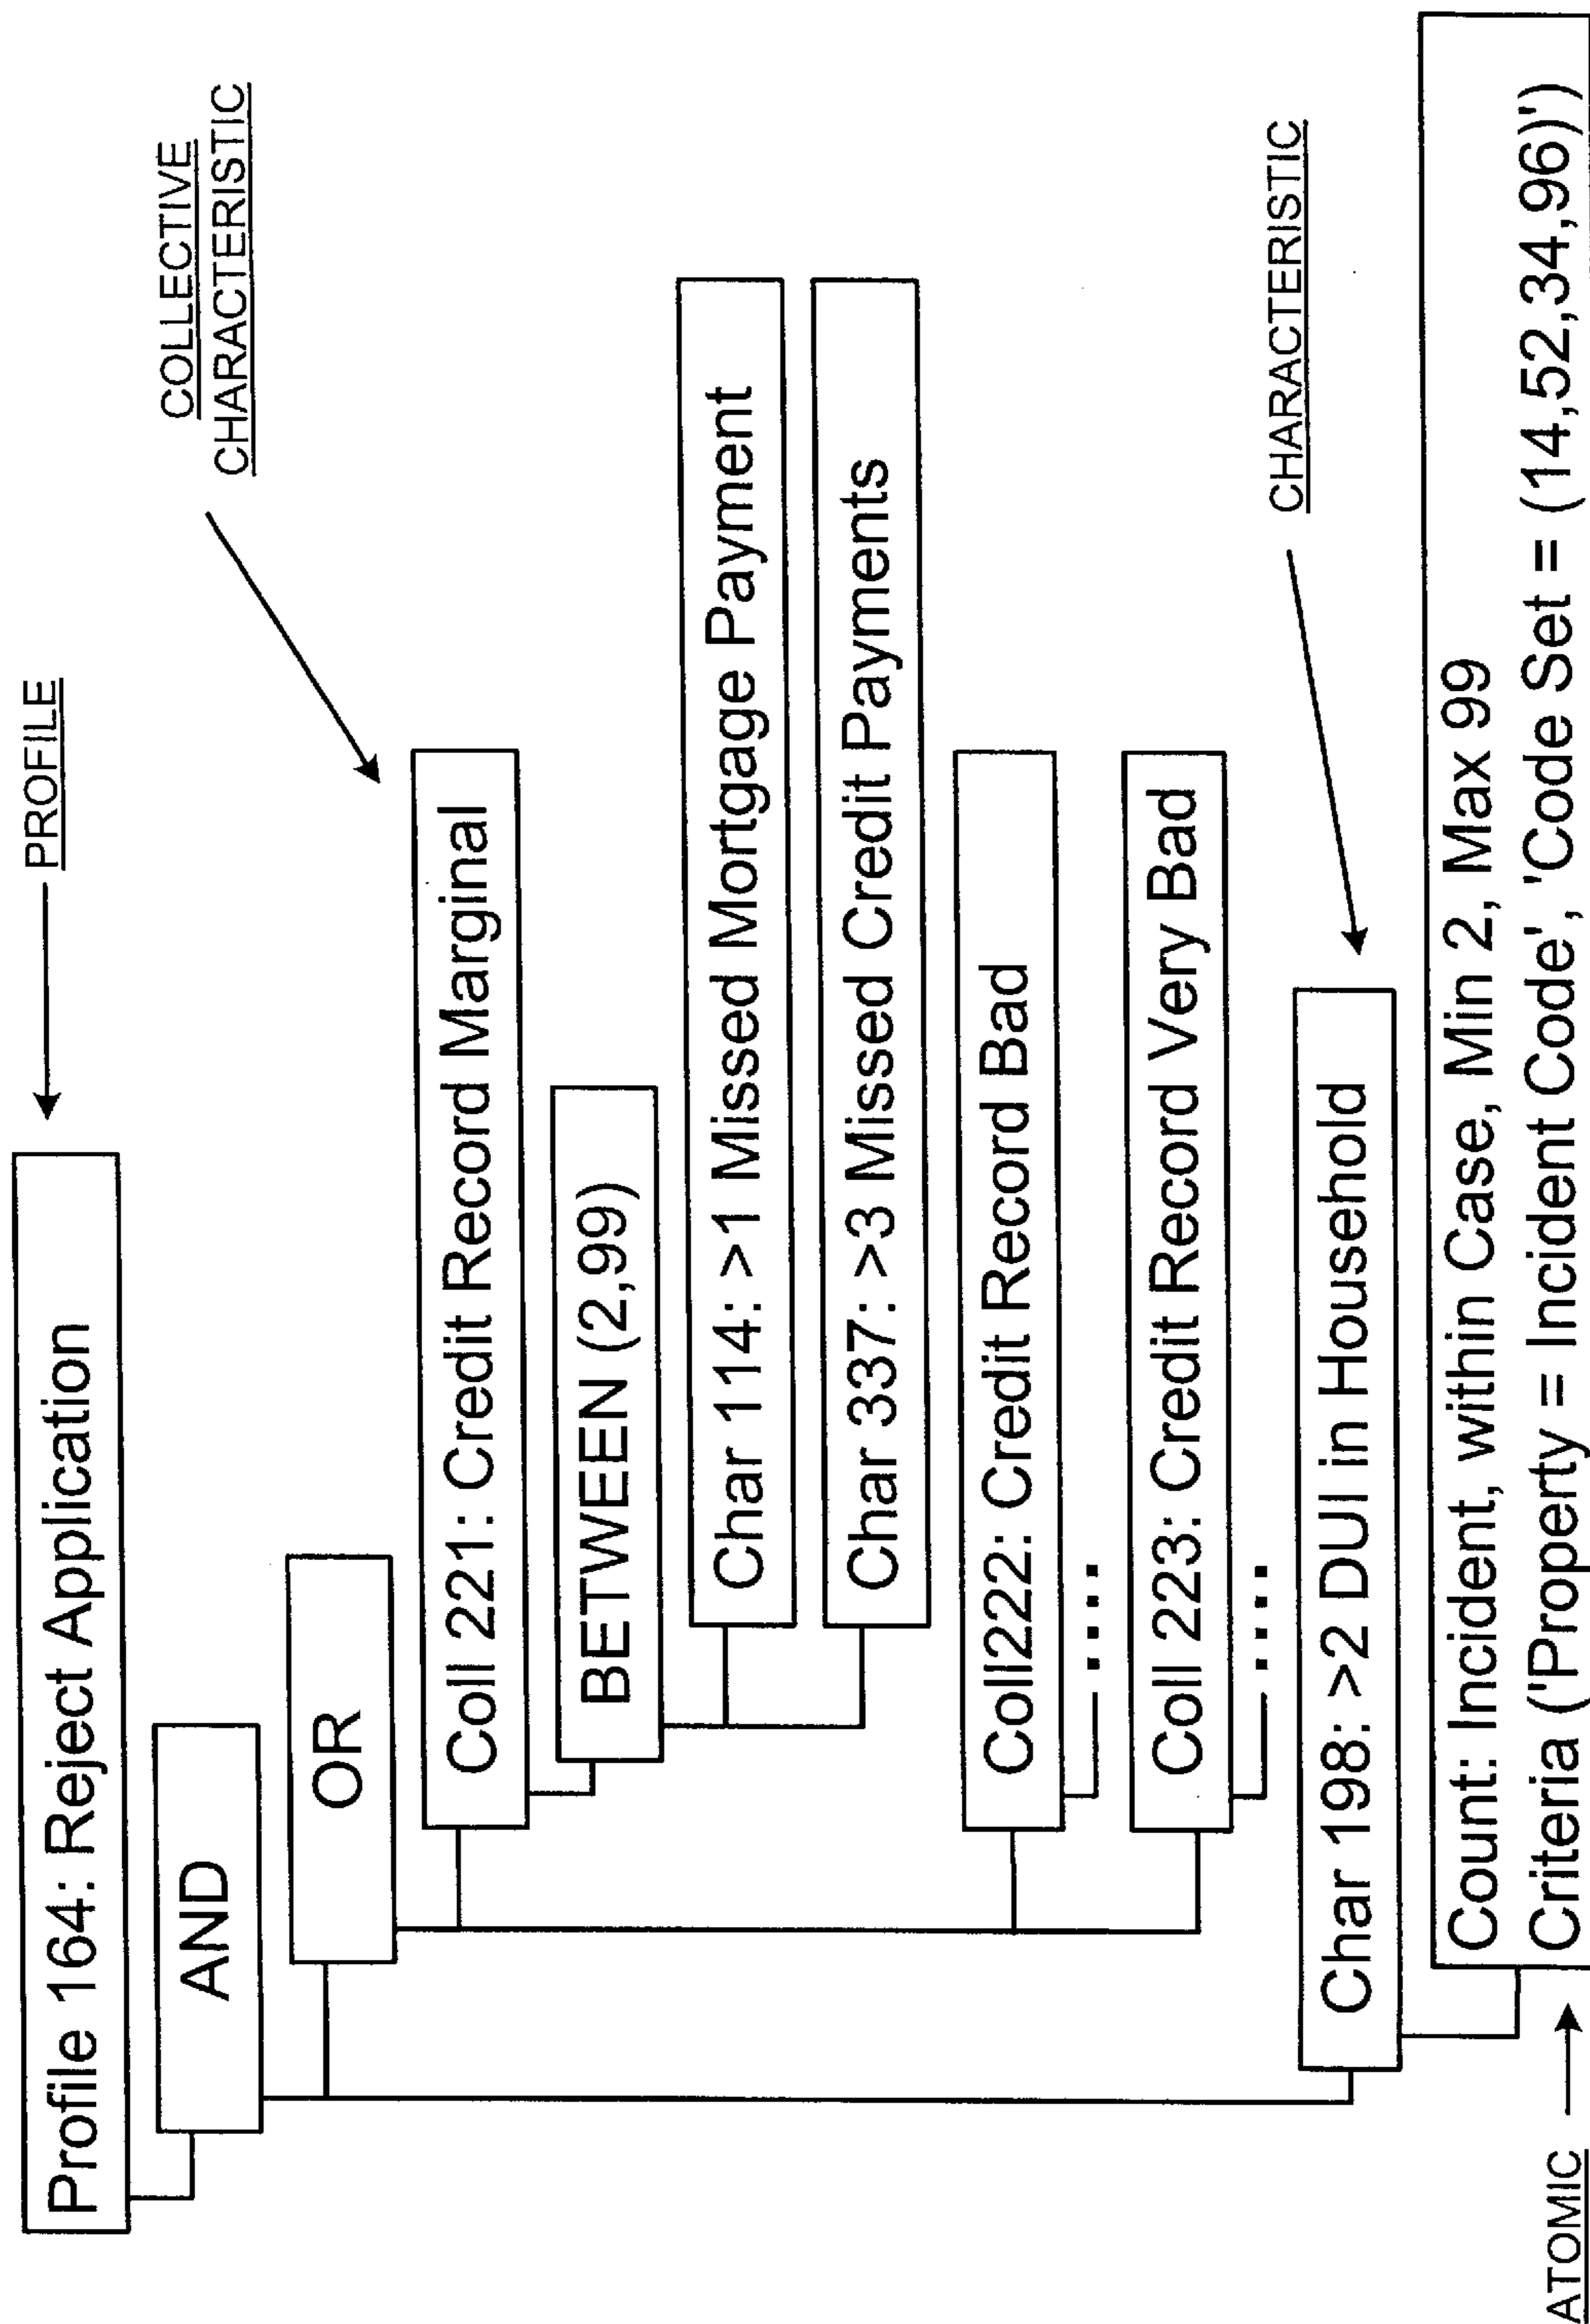 PROFILE
Profile 164: Reject Application
AND
OR
COLLECTIVE
CHARACTERISTIC
Coll 221: Credit Record Marginal
BETWEEN (2,99)
Char 114: >1 Missed Mortgage Payment
Char 337: >3 Missed Credit Payments
Coll222: Credit Record Bad
Coll 223: Credit Record Very Bad
CHARACTERISTIC
Char 198: >2 DUI in Household
Count: Incident, within Case, Min 2, Max 99
ATOMIC
Criteria ('Property = Incident Code', 'Code Set = (14,52,34,96)')